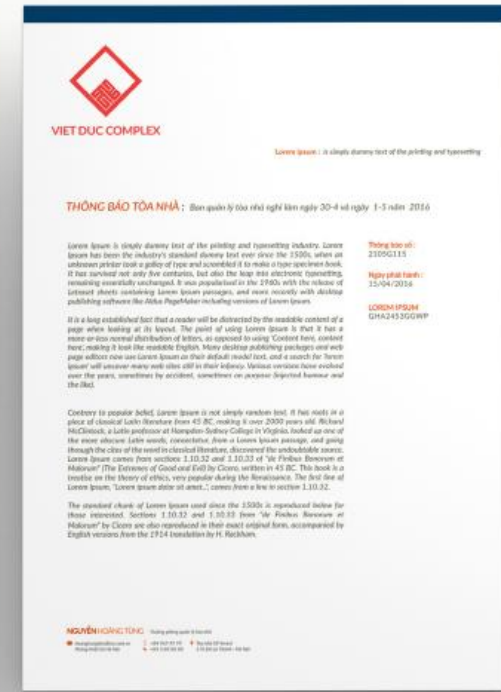 VIET DUC COMPLEX
Lorem Ipsum : is simply dummy text of the printing and typesetting
THÔNG BÁO TÒA NHÀ : Ban quản lý tòa nhà nghỉ làm ngày 30-4 và ngày 1-5 năm 2016
Lorem Ipsum is simply dummy text of the printing and typesetting industry. Lorem
Ipsum has been the industry's standard dummy text ever since the 1500s, when an
unknown printer took a galley of type and scrambled it to make a type specimen book.
It has survived not only five centuries, but also the leap into electronic typesetting,
remaining essentially unchanged. It was popularised in the 1960s with the release of
Letraset sheets containing Lorem Ipsum passages, and more recently with desktop
publishing software like Aldus PageMaker including versions of Lorem Ipsum.
Thông báo số :
2105G115
Ngày phát hành :
15/04/2016
LOREM IPSUM
GHA2453GGWP
It is a long established fact that a reader will be distracted by the readable content of a
page when looking at its layout. The point of using Lorem Ipsum is that it has a
more-or-less normal distribution of letters, as opposed to using 'Content here, content
here', making it look like readable English. Many desktop publishing packages and web
page editors now use Lorem Ipsum as their default model text, and a search for 'lorem
ipsum' will uncover many web sites still in their infancy. Various versions have evolved
over the years, sometimes by accident, sometimes on purpose (injected humour and
the like).
Contrary to popular belief, Lorem Ipsum is not simply random text. It has roots in a
piece of classical Latin literature from 45 BC, making it over 2000 years old. Richard
McClintock, a Latin professor at Hampden-Sydney College in Virginia, looked up one of
the more obscure Latin words, consectetur, from a Lorem Ipsum passage, and going
through the cites of the word in classical literature, discovered the undoubtable source.
Lorem Ipsum comes from sections 1.10.32 and 1.10.33 of "de Finibus Bonorum et
Malorum" (The Extremes of Good and Evil) by Cicero, written in 45 BC. This book is a
treatise on the theory of ethics, very popular during the Renaissance. The first line of
Lorem Ipsum, "Lorem ipsum dolor sit amet..", comes from a line in section 1.10.32.
The standard chunk of Lorem Ipsum used since the 1500s is reproduced below for
those interested. Sections 1.10.32 and 1.10.33 from "de Finibus Bonorum et
Malorum" by Cicero are also reproduced in their exact original form, accompanied by
English versions from the 1914 translation by H. Rackham.
NGUYỄN HOÀNG TÙNG